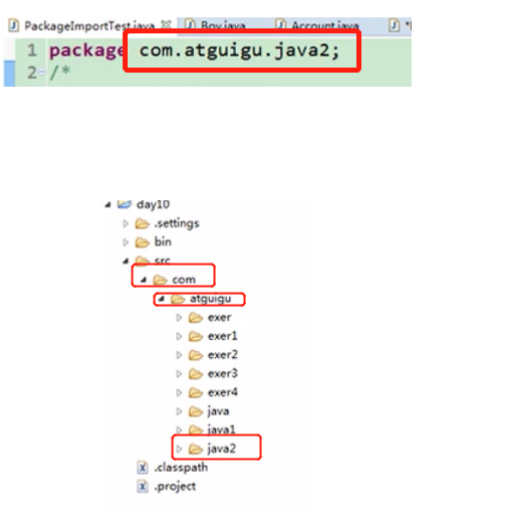 PackageImportTest.java Boy.java Account.java
1 package com.atguigu.java2;
2 /*
day10
.settings
bin
src
com
atguigu
exer
exer1
exer2
exer3
exer4
java
java1
java2
.classpath
.project